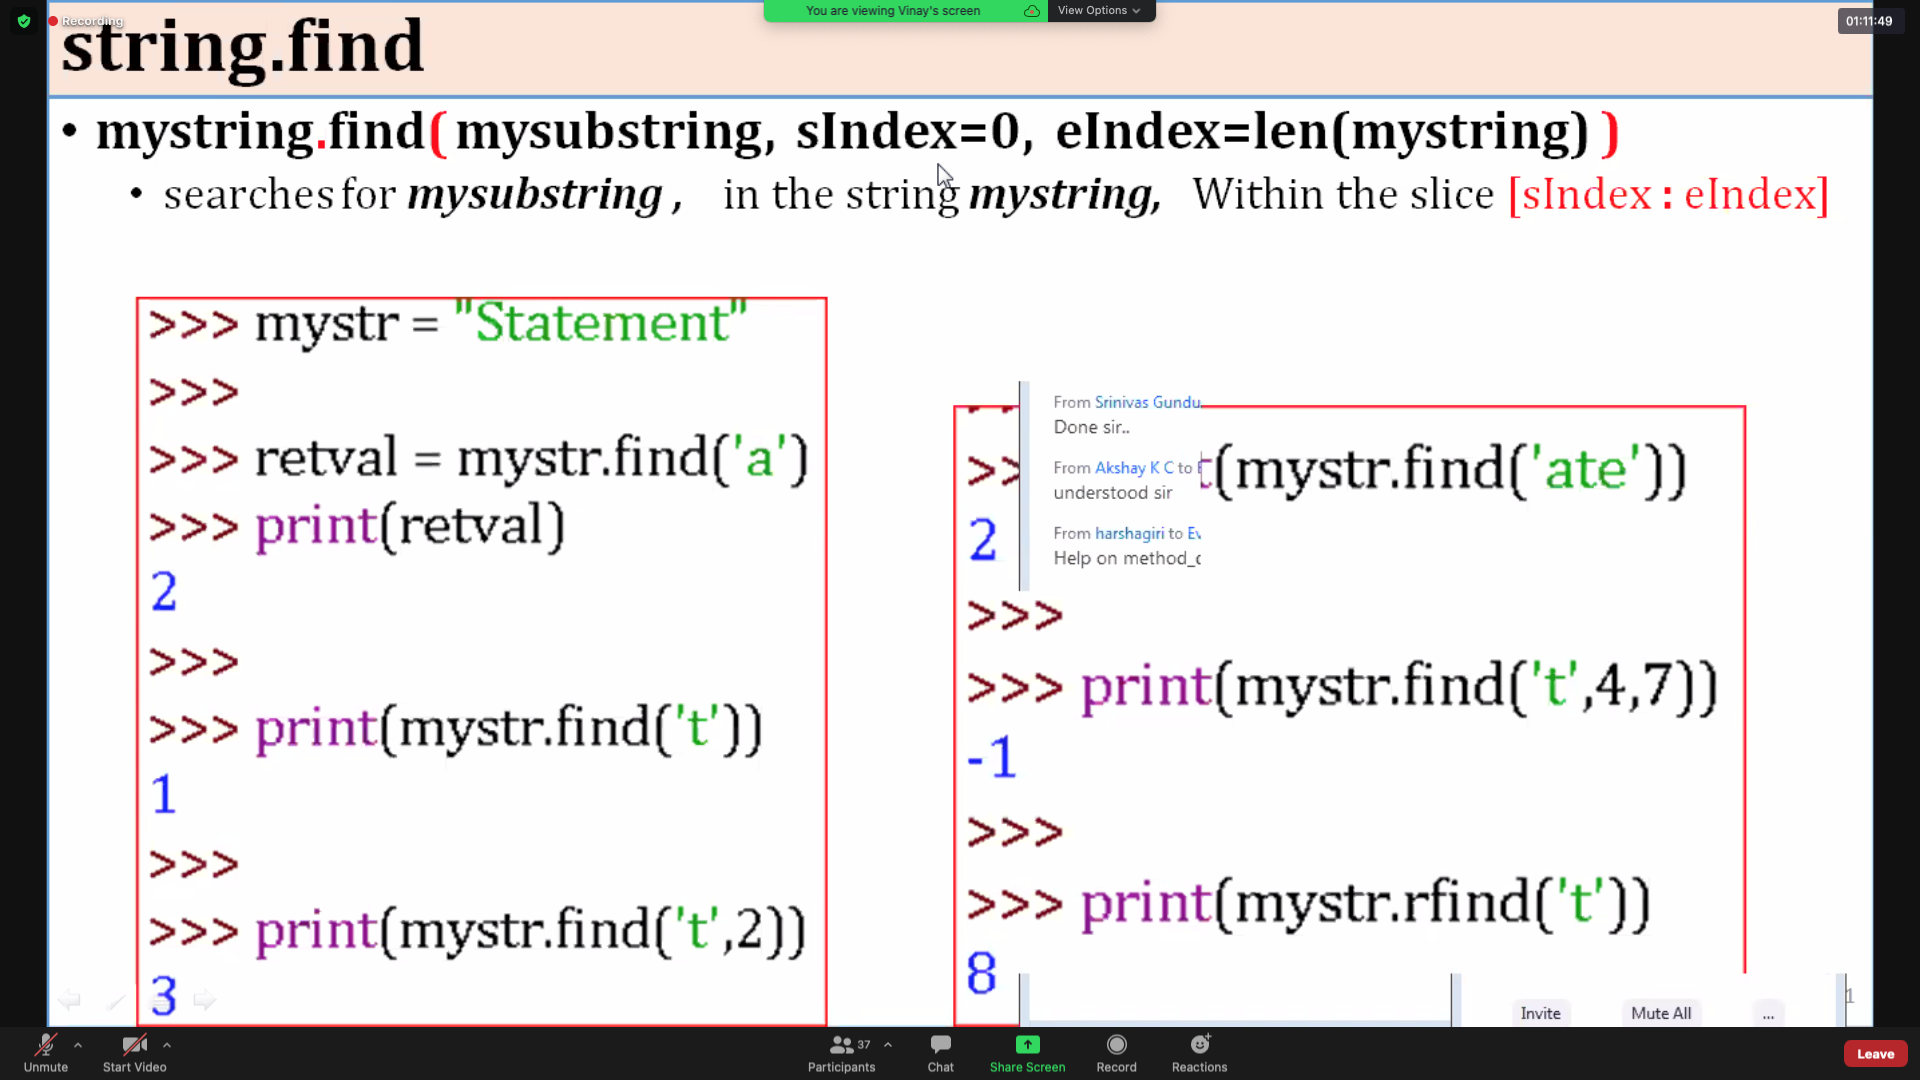 Recording
You are viewing Vinay's screen
View Options
01:11:49
string.find
• mystring.find( mysubstring, sIndex=0, eIndex=len(mystring) )
• searches for mysubstring , in the string mystring, Within the slice [sIndex : eIndex]
>>> mystr = "Statement"
>>>
>>> retval = mystr.find('a')
>>> print(retval)
2
>>>
>>> print(mystr.find('t'))
1
>>>
>>> print(mystr.find('t',2))
3
From Srinivas Gundu
Done sir..
From Akshay K C to
understood sir
From harshagiri to
Help on
>> (mystr.find('ate'))
2
>>>
>>> print(mystr.find('t',4,7))
-1
>>>
>>> print(mystr.rfind('t'))
8
1
Invite
Mute All
...
Unmute
Start Video
37
Participants
Chat
Share Screen
Record
Reactions
Leave